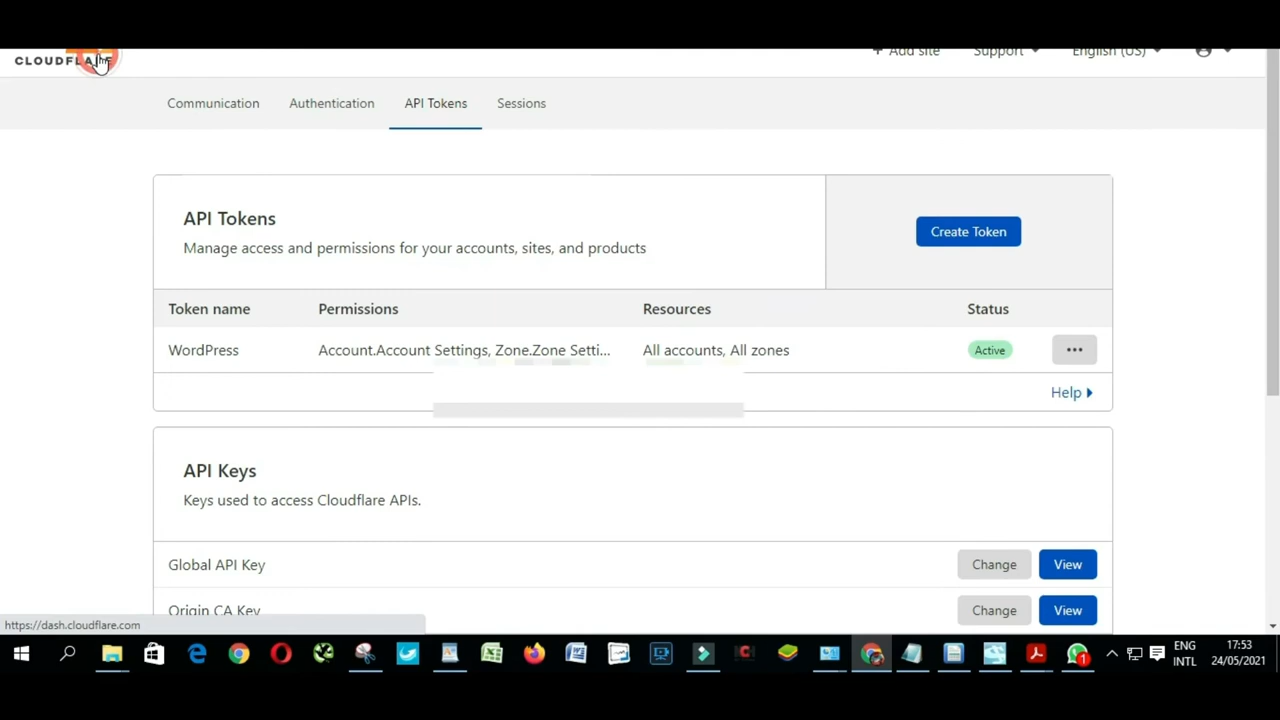 CLOUDFLARE
+ Add site Support English (US)
Communication Authentication API Tokens Sessions
API Tokens
Manage access and permissions for your accounts, sites, and products
Create Token
Token name Permissions Resources Status
WordPress Account.Account Settings, Zone.Zone Setti... All accounts, All zones Active ...
Help
API Keys
Keys used to access Cloudflare APIs.
Global API Key Change View
Origin CA Key Change View
https://dash.cloudflare.com
ENG 17:53
INTL 24/05/2021
1